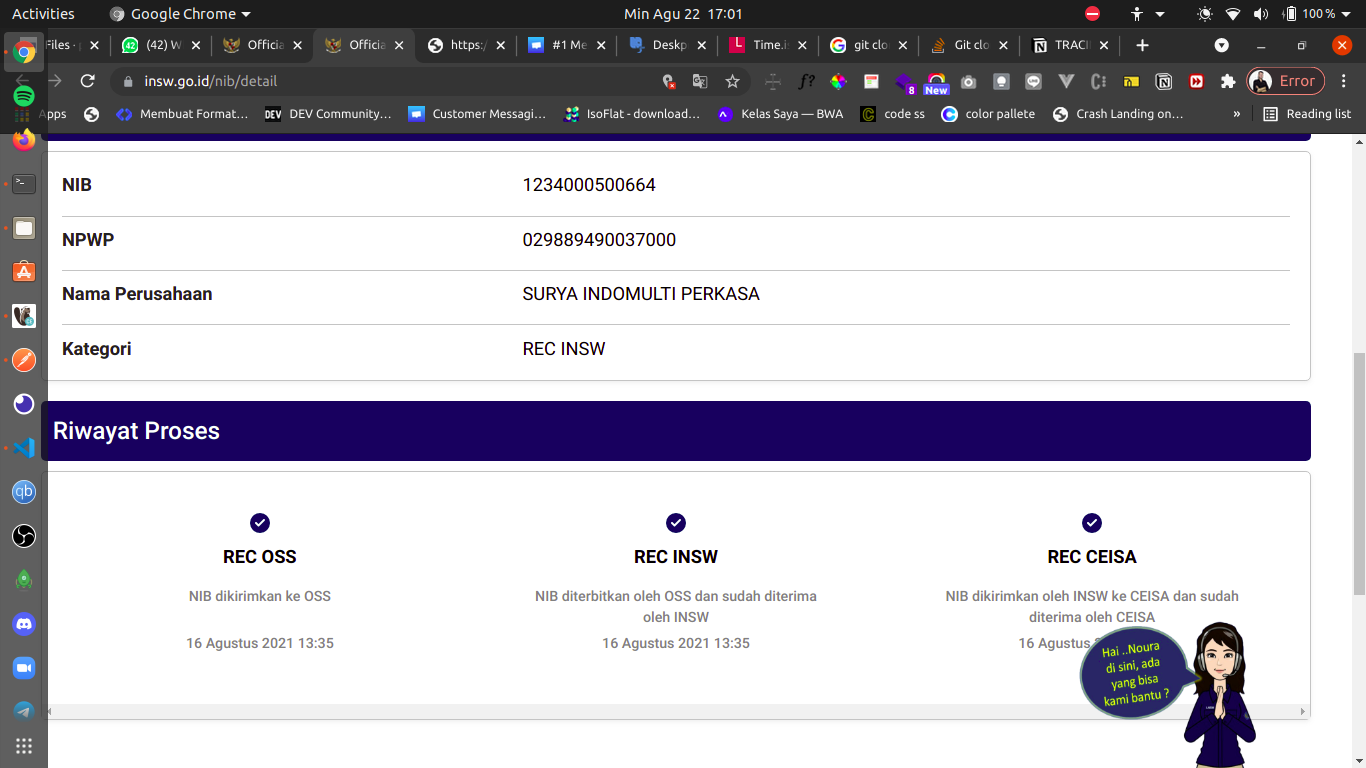 Activities
Google Chrome
Min Agu 22 17:01
100 %
Files - p
(42) W
Officia
Officia
https:/
#1 Me
Deskp
Time.is
git clo
Git clo
TRACI
insw.go.id/nib/detail
8
New
Error
Apps
Membuat Format...
DEV Community...
Customer Messagi...
IsoFlat - download...
Kelas Saya — BWA
code ss
color pallete
Crash Landing on...
»
Reading list
NIB
1234000500664
NPWP
029889490037000
Nama Perusahaan
SURYA INDOMULTI PERKASA
Kategori
REC INSW
Riwayat Proses
REC OSS
NIB dikirimkan ke OSS
16 Agustus 2021 13:35
REC INSW
NIB diterbitkan oleh OSS dan sudah diterima
oleh INSW
16 Agustus 2021 13:35
REC CEISA
NIB dikirimkan oleh INSW ke CEISA dan sudah
diterima oleh CEISA
16 Agustus
Hai ..Noura
di sini, ada
yang bisa
kami bantu ?